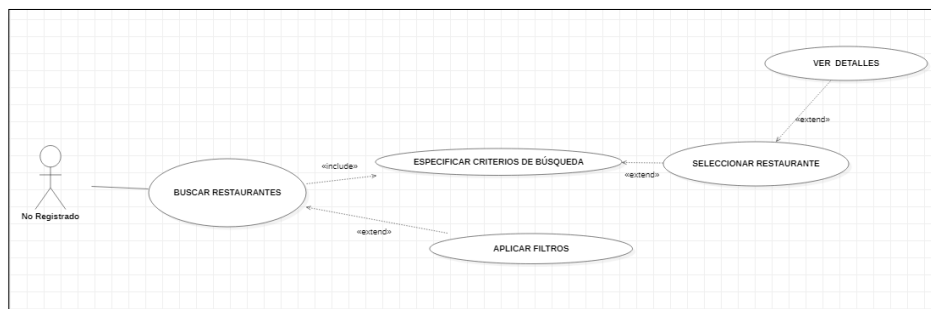 VER DETALLES
«extend»
«include»
ESPECIFICAR CRITERIOS DE BÚSQUEDA
SELECCIONAR RESTAURANTE
«extend»
BUSCAR RESTAURANTES
No Registrado
«extend»
APLICAR FILTROS